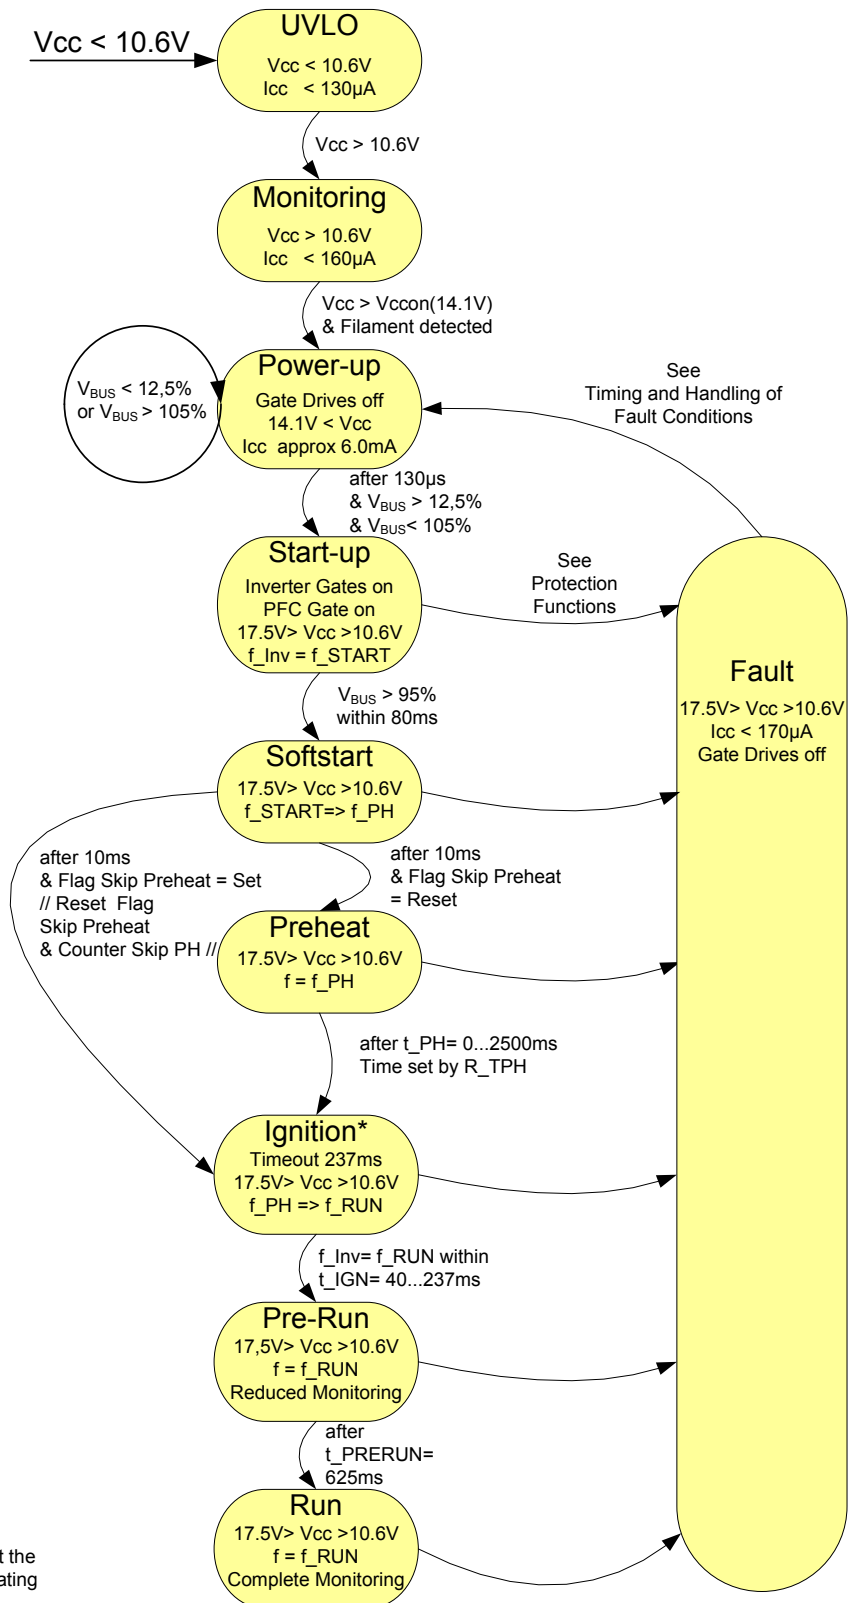 Vcc < 10.6V
UVLO
Vcc < 10.6V
Icc < 130µA
Vcc > 10.6V
Monitoring
Vcc > 10.6V
Icc < 160µA
Vcc > Vccon(14.1V)
& Filament detected
V_BUS < 12,5%
or V_BUS > 105%
Power-up
Gate Drives off
14.1V < Vcc
Icc approx 6.0mA
See
Timing and Handling of
Fault Conditions
after 130µs
& V_BUS > 12,5%
& V_BUS< 105%
Start-up
Inverter Gates on
PFC Gate on
17.5V> Vcc >10.6V
f_Inv = f_START
See
Protection
Functions
Fault
17.5V> Vcc >10.6V
Icc < 170µA
Gate Drives off
V_BUS > 95%
within 80ms
Softstart
17.5V> Vcc >10.6V
f_START=> f_PH
after 10ms
& Flag Skip Preheat = Set
// Reset Flag
Skip Preheat
& Counter Skip PH //
after 10ms
& Flag Skip Preheat
= Reset
Preheat
17.5V> Vcc >10.6V
f = f_PH
after t_PH= 0...2500ms
Time set by R_TPH
Ignition*
Timeout 237ms
17.5V> Vcc >10.6V
f_PH => f_RUN
f_Inv= f_RUN within
t_IGN= 40...237ms
Pre-Run
17,5V> Vcc >10.6V
f = f_RUN
Reduced Monitoring
after
t_PRERUN=
625ms
Run
17.5V> Vcc >10.6V
f = f_RUN
Complete Monitoring
t the
ating